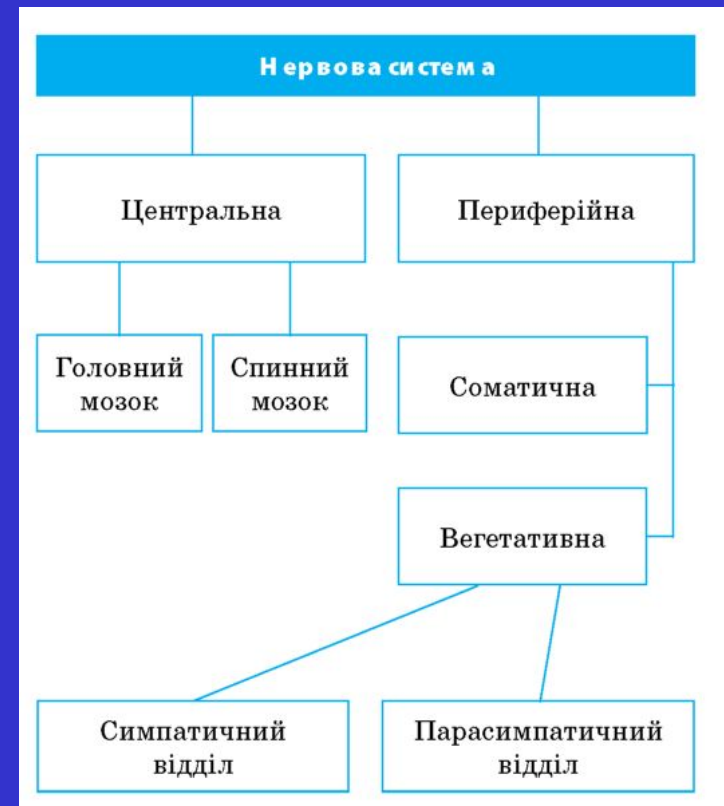 Нервова система
Центральна
Периферійна
Головний
мозок
Спинний
мозок
Соматична
Вегетативна
Симпатичний
відділ
Парасимпатичний
відділ